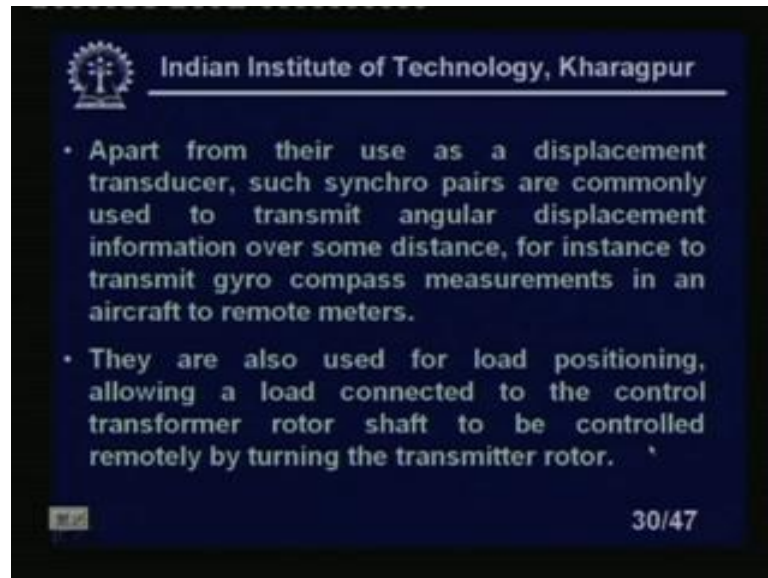 Indian Institute of Technology, Kharagpur
• Apart from their use as a displacement
transducer, such synchro pairs are commonly
used to transmit angular displacement
information over some distance, for instance to
transmit gyro compass measurements in an
aircraft to remote meters.
• They are also used for load positioning,
allowing a load connected to the control
transformer rotor shaft to be controlled
remotely by turning the transmitter rotor.
30/47